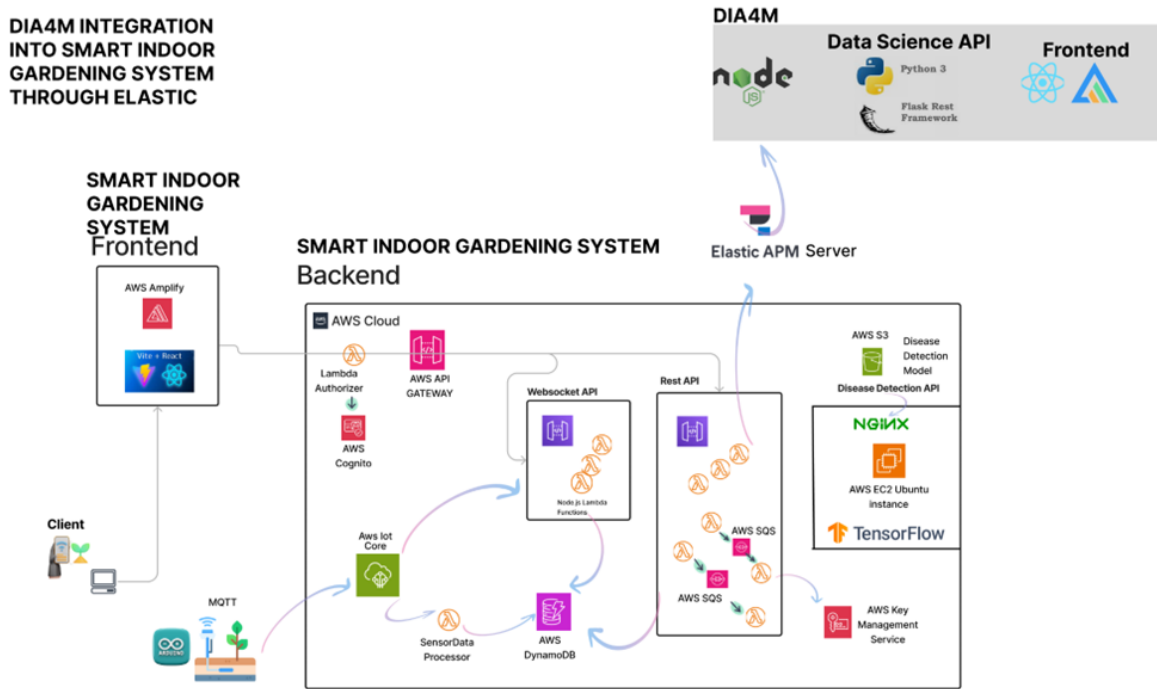 DIA4M INTEGRATION
INTO SMART INDOOR
GARDENING SYSTEM
THROUGH ELASTIC
DIA4M
node
JS
Data Science API
Python 3
Flask Rest
Framework
Frontend
SMART INDOOR
GARDENING
SYSTEM
Frontend
AWS Amplify
Vite + React
SMART INDOOR GARDENING SYSTEM
Backend
Elastic APM Server
AWS Cloud
Lambda
Authorizer
AWS API
GATEWAY
AWS
Cognito
Websocket API
Node.js Lambda
Functions
Rest API
AWS SQS
AWS SQS
AWS S3
Disease
Detection
Model
Disease Detection API
NGINX
AWS EC2 Ubuntu
instance
TensorFlow
AWS Key
Management
Service
Client
MQTT
ARDUINO
Aws Iot
Core
SensorData
Processor
AWS
DynamoDB